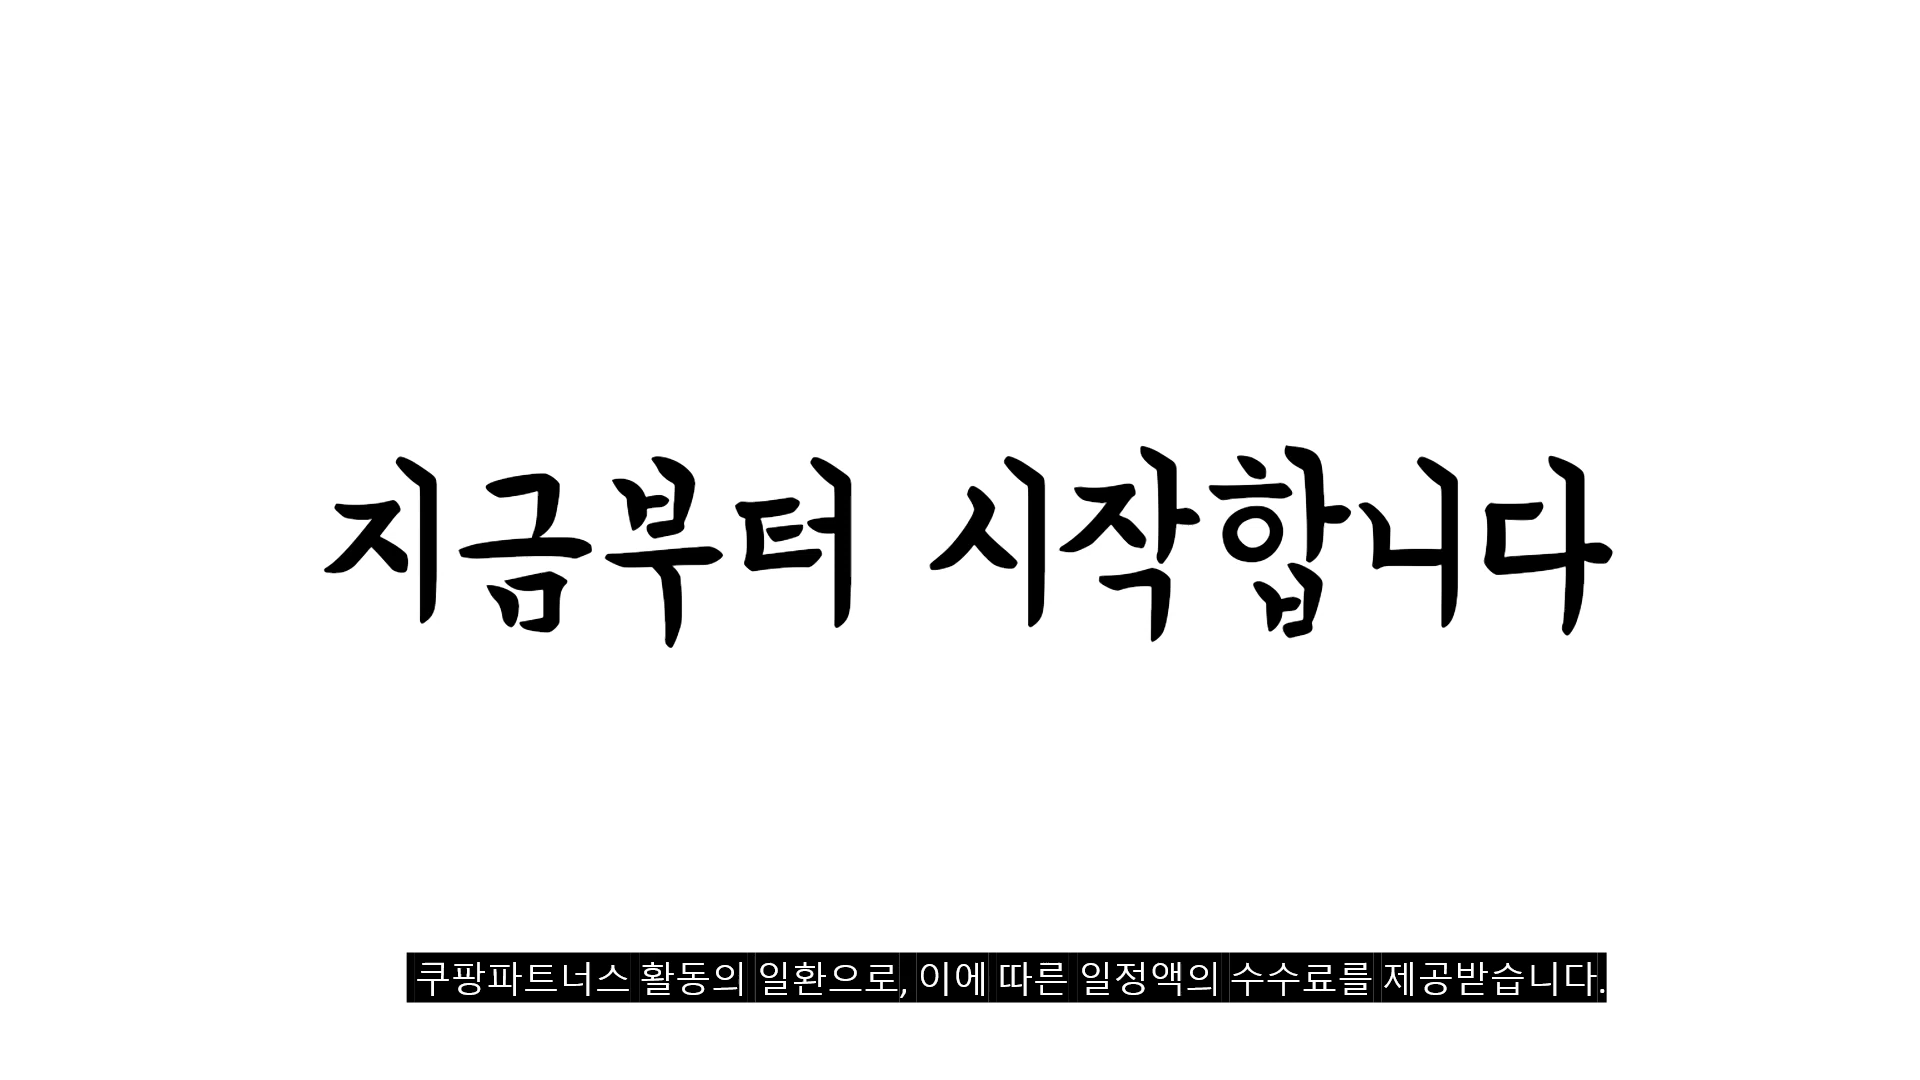 지금부터 시작합니다
쿠팡파트너스 활동의 일환으로, 이에 따른 일정액의 수수료를 제공받습니다.